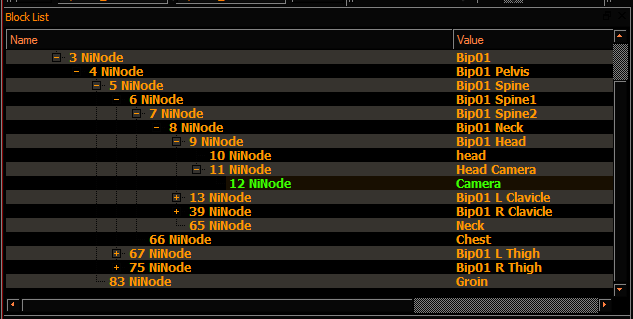 Block List
Name Value
3 NiNode Bip01
4 NiNode Bip01 Pelvis
5 NiNode Bip01 Spine
6 NiNode Bip01 Spine1
7 NiNode Bip01 Spine2
8 NiNode Bip01 Neck
9 NiNode Bip01 Head
10 NiNode head
11 NiNode Head Camera
12 NiNode Camera
13 NiNode Bip01 L Clavicle
39 NiNode Bip01 R Clavicle
65 NiNode Neck
66 NiNode Chest
67 NiNode Bip01 L Thigh
75 NiNode Bip01 R Thigh
83 NiNode Groin